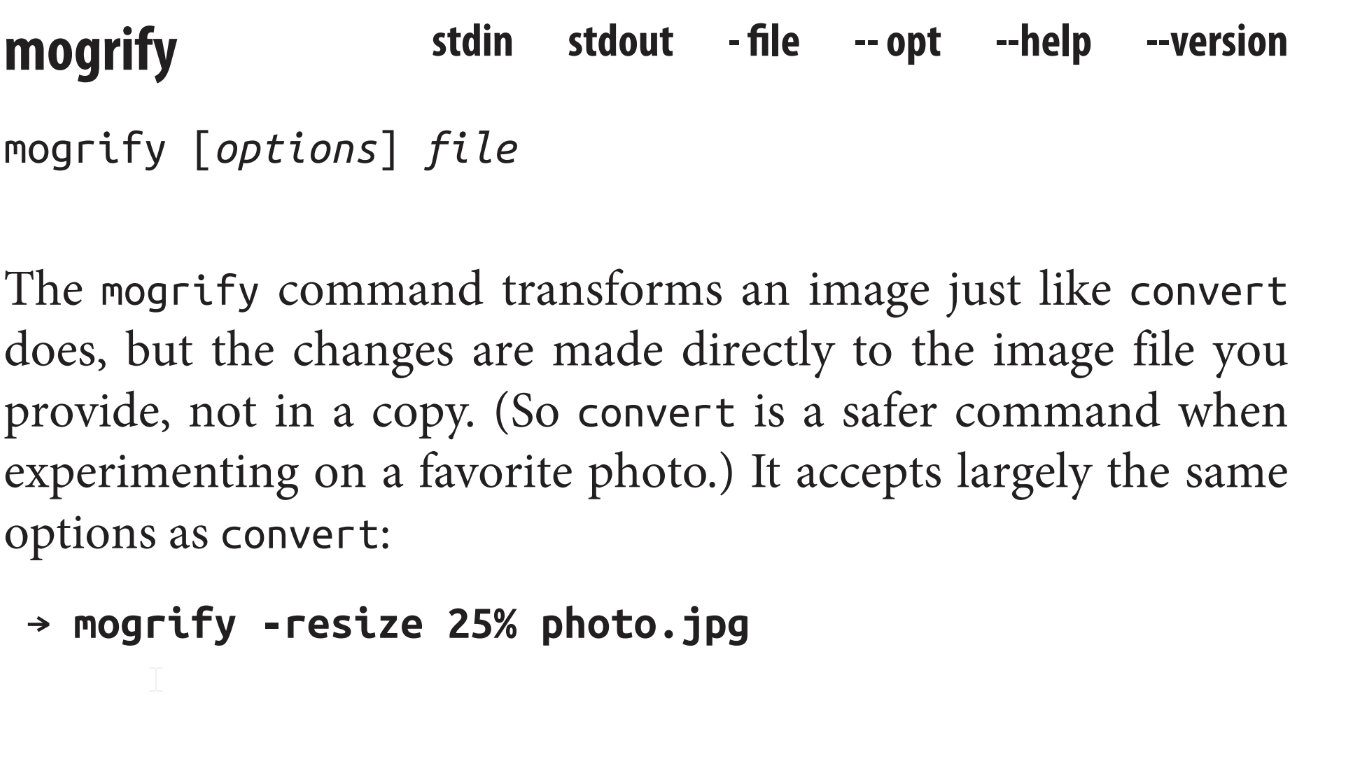 mogrify stdin stdout - file -- opt --help --version
mogrify [options] file
The mogrify command transforms an image just like convert
does, but the changes are made directly to the image file you
provide, not in a copy. (So convert is a safer command when
experimenting on a favorite photo.) It accepts largely the same
options as convert:
→ mogrify -resize 25% photo.jpg